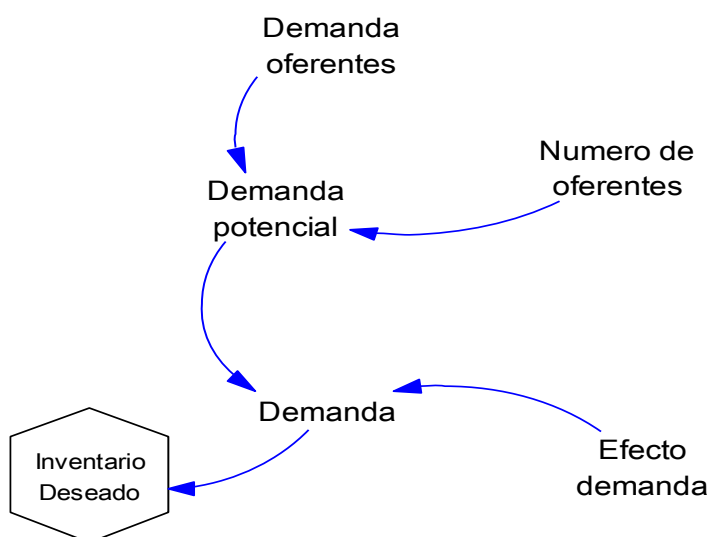 Demanda
oferentes
Numero de
oferentes
Demanda
potencial
Demanda
Efecto
demanda
Inventario
Deseado